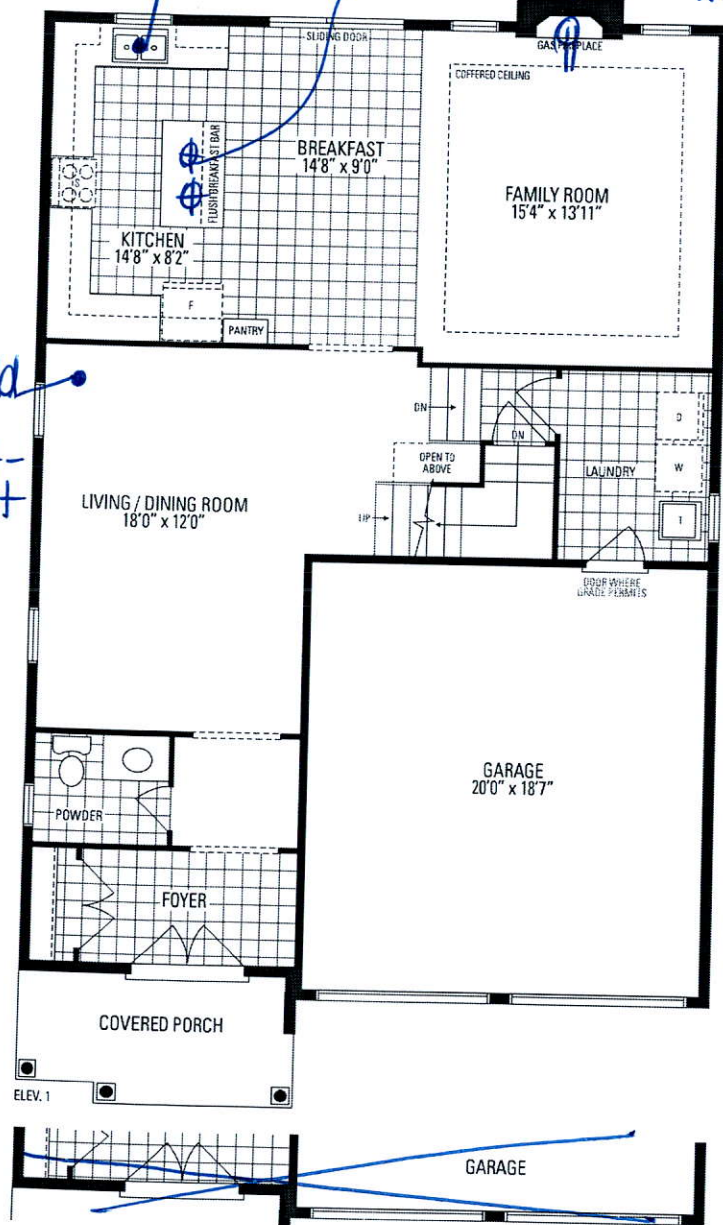 SLIDING DOOR
GAS FIREPLACE
COFFERED CEILING
BREAKFAST
14'8" x 9'0"
FLUSH BREAKFAST BAR
FAMILY ROOM
15'4" x 13'11"
S
KITCHEN
14'8" x 8'2"
F
PANTRY
d
DN
DN
D
OPEN TO
ABOVE
LAUNDRY
W
LIVING / DINING ROOM
18'0" x 12'0"
UP
T
DOOR WHERE
GRADE PERMITS
GARAGE
20'0" x 18'7"
POWDER
FOYER
COVERED PORCH
ELEV. 1
GARAGE